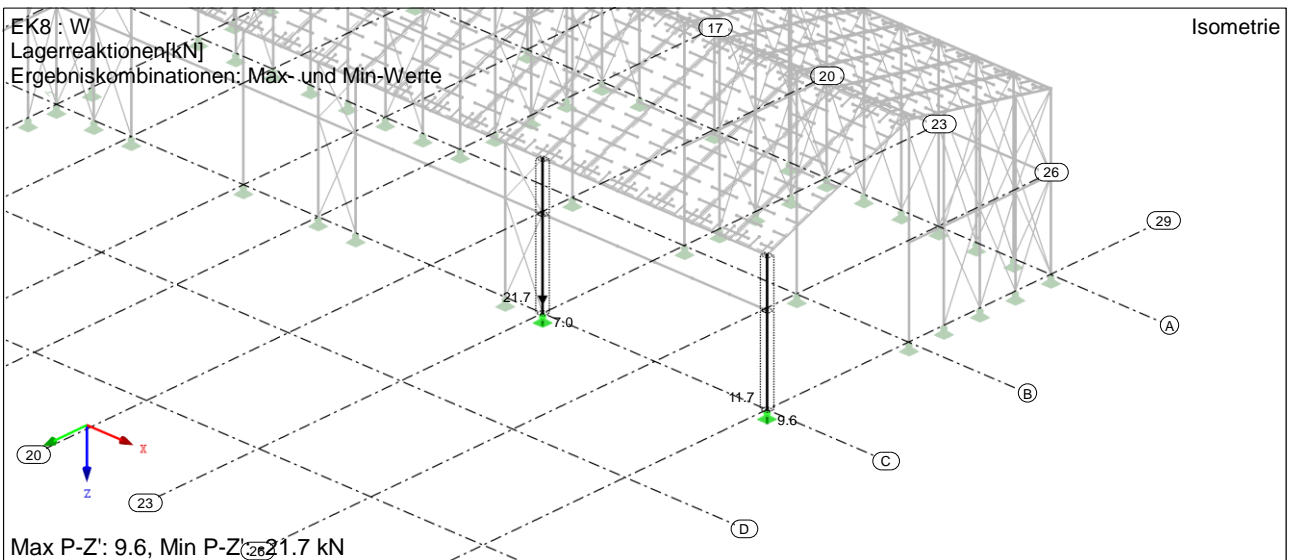 EK8 : W
Isometrie
Lagerreaktionen[kN]
Ergebniskombinationen: Max- und Min-Werte
17
20
23
26
29
A
B
C
D
21.7
7.0
11.7
9.6
X
Z
20
23
26
Max P-Z': 9.6, Min P-Z': -21.7 kN